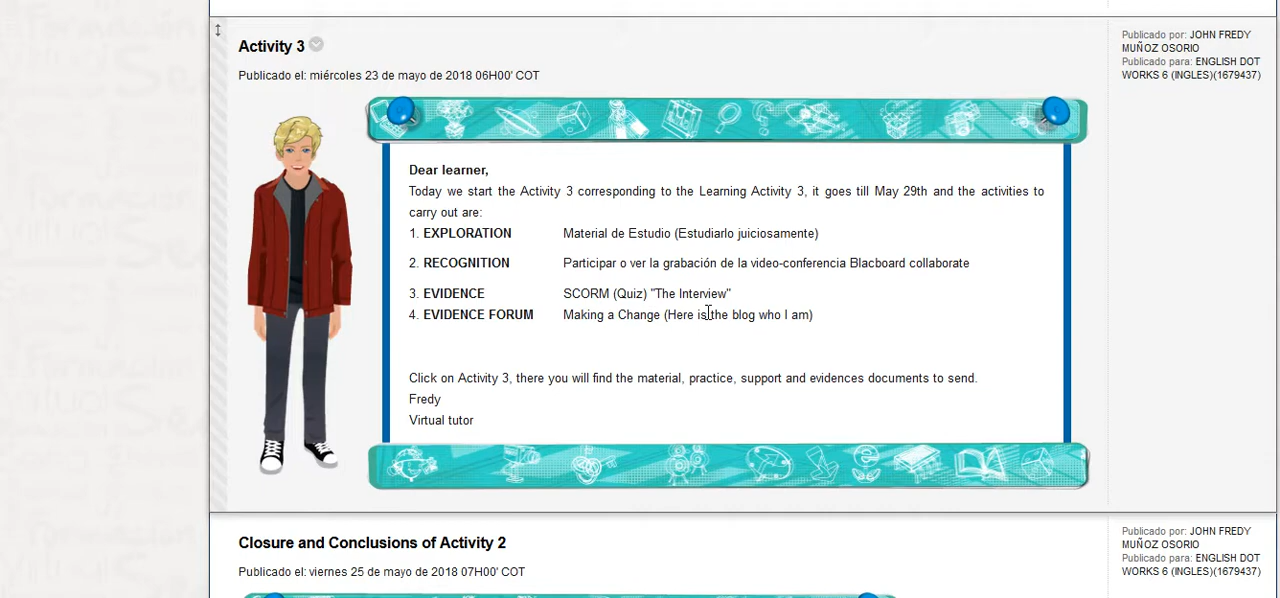 Activity 3
Publicado el: miércoles 23 de mayo de 2018 06H00' COT
Publicado por: JOHN FREDY
MUÑOZ OSORIO
Publicado para: ENGLISH DOT
WORKS 6 (INGLES)(1679437)
Dear learner,
Today we start the Activity 3 corresponding to the Learning Activity 3, it goes till May 29th and the activities to
carry out are:
1. EXPLORATION Material de Estudio (Estudiarlo juiciosamente)
2. RECOGNITION Participar o ver la grabación de la video-conferencia Blacboard collaborate
3. EVIDENCE SCORM (Quiz) "The Interview"
4. EVIDENCE FORUM Making a Change (Here is the blog who I am)
Click on Activity 3, there you will find the material, practice, support and evidences documents to send.
Fredy
Virtual tutor
Closure and Conclusions of Activity 2
Publicado el: viernes 25 de mayo de 2018 07H00' COT
Publicado por: JOHN FREDY
MUÑOZ OSORIO
Publicado para: ENGLISH DOT
WORKS 6 (INGLES)(1679437)